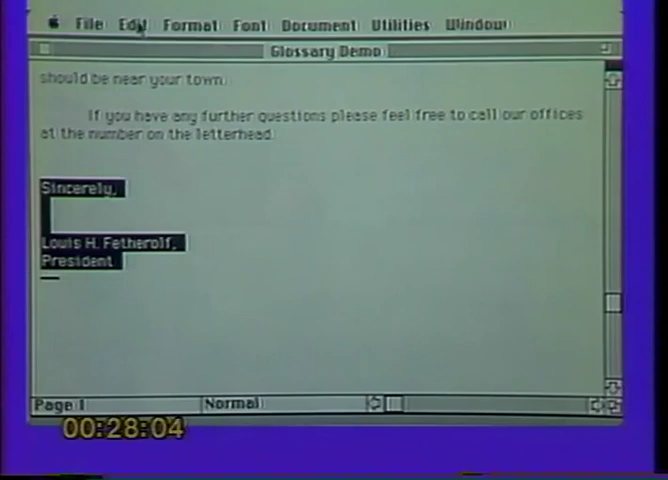 File Edit Format Font Document Utilities Window
Glossary Demo
should be near your town.
If you have any further questions please feel free to call our offices
at the number on the letterhead.
Sincerely,
Louis H. Fetherolf,
President
Page 1 Normal
00:28:04